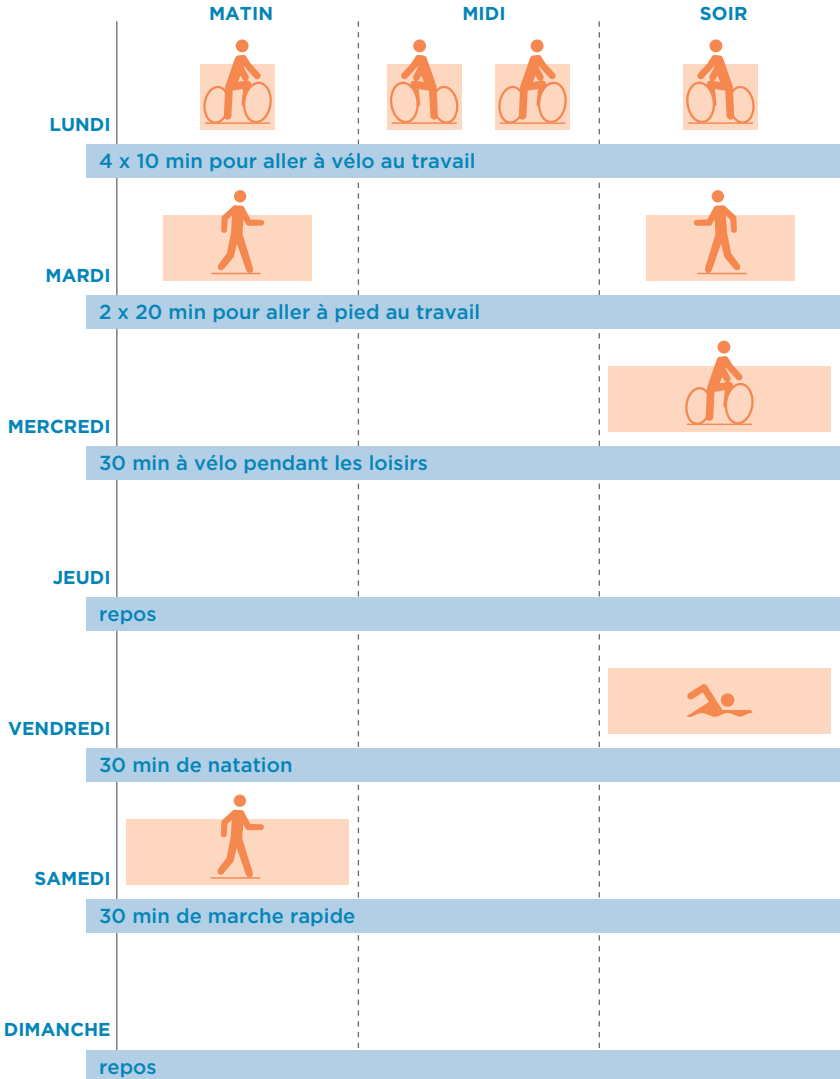 MATIN MIDI SOIR
LUNDI
4 x 10 min pour aller à vélo au travail
MARDI
2 x 20 min pour aller à pied au travail
MERCREDI
30 min à vélo pendant les loisirs
JEUDI
repos
VENDREDI
30 min de natation
SAMEDI
30 min de marche rapide
DIMANCHE
repos